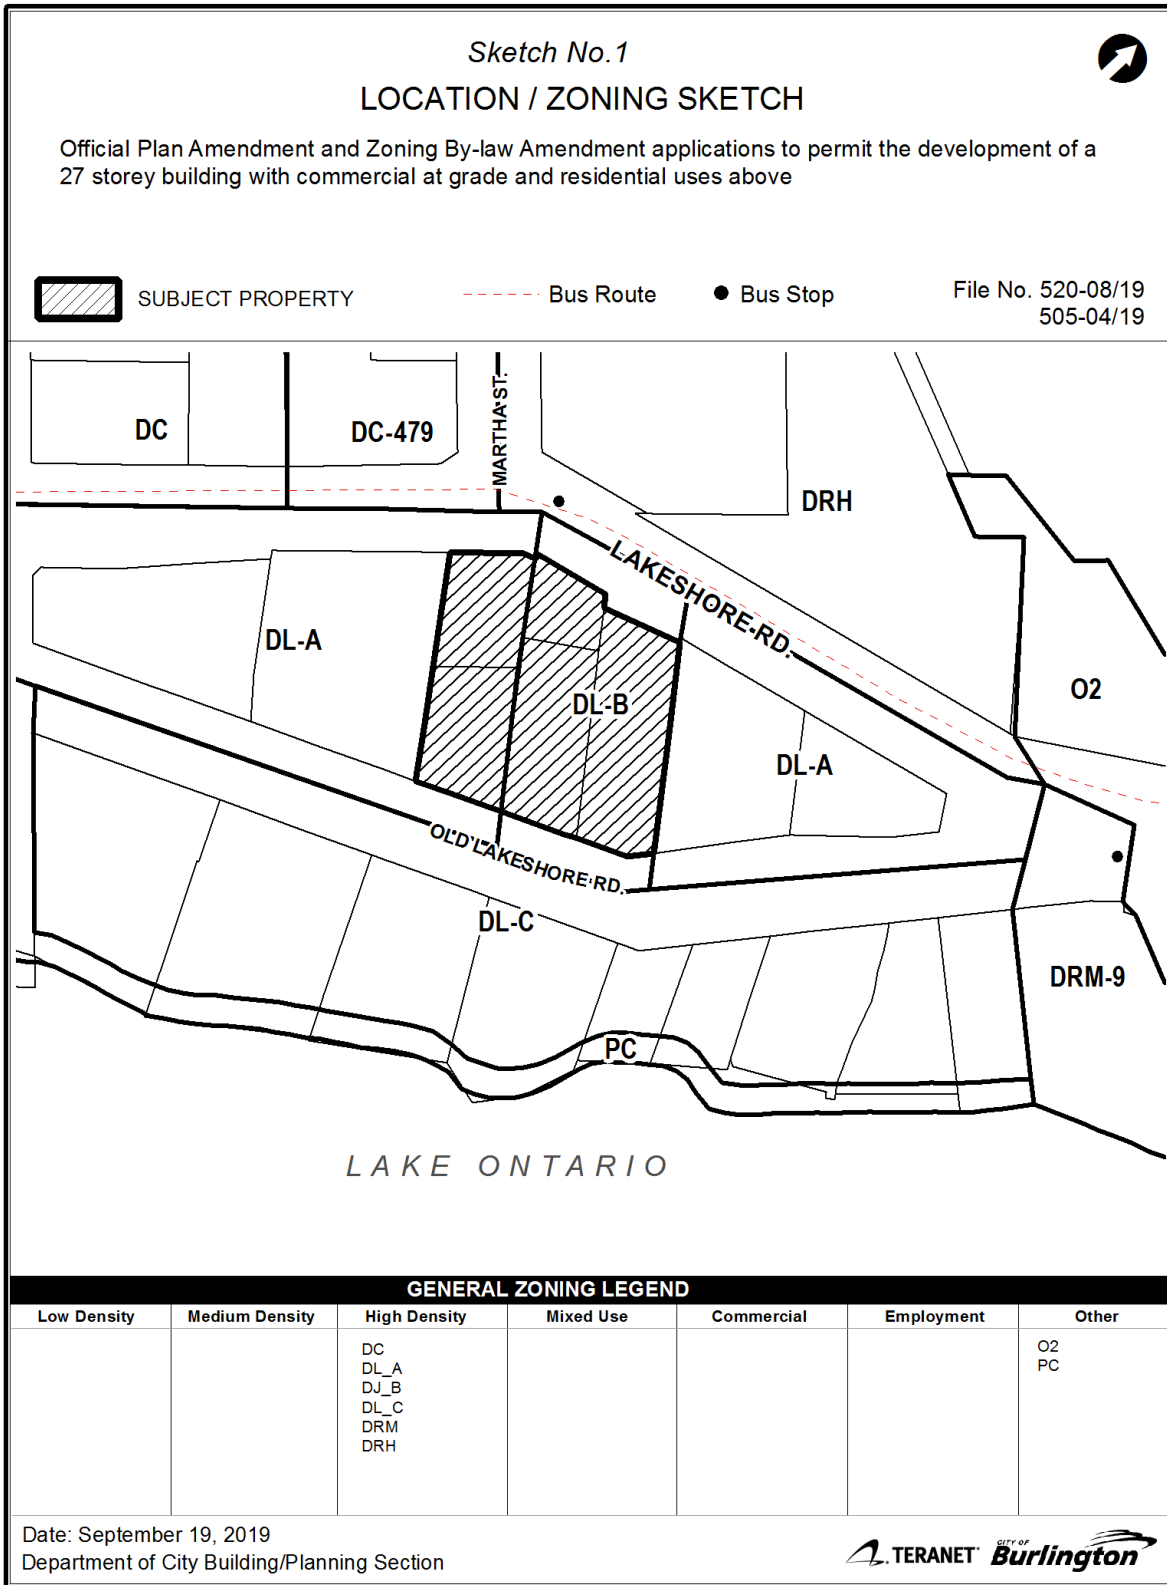 Sketch No.1
LOCATION / ZONING SKETCH
Official Plan Amendment and Zoning By-law Amendment applications to permit the development of a
27 storey building with commercial at grade and residential uses above
SUBJECT PROPERTY
Bus Route
Bus Stop
File No. 520-08/19
505-04/19
DC
DC-479
MARTHA ST.
DRH
LAKESHORE RD.
DL-A
DL-B
O2
DL-A
OLD LAKESHORE RD.
DL-C
DRM-9
PC
LAKE ONTARIO
GENERAL ZONING LEGEND
Low Density
Medium Density
High Density
Mixed Use
Commercial
Employment
Other
DC
DL_A
DJ_B
DL_C
DRM
DRH
O2
PC
Date: September 19, 2019
Department of City Building/Planning Section
TERANET
CITY OF
Burlington